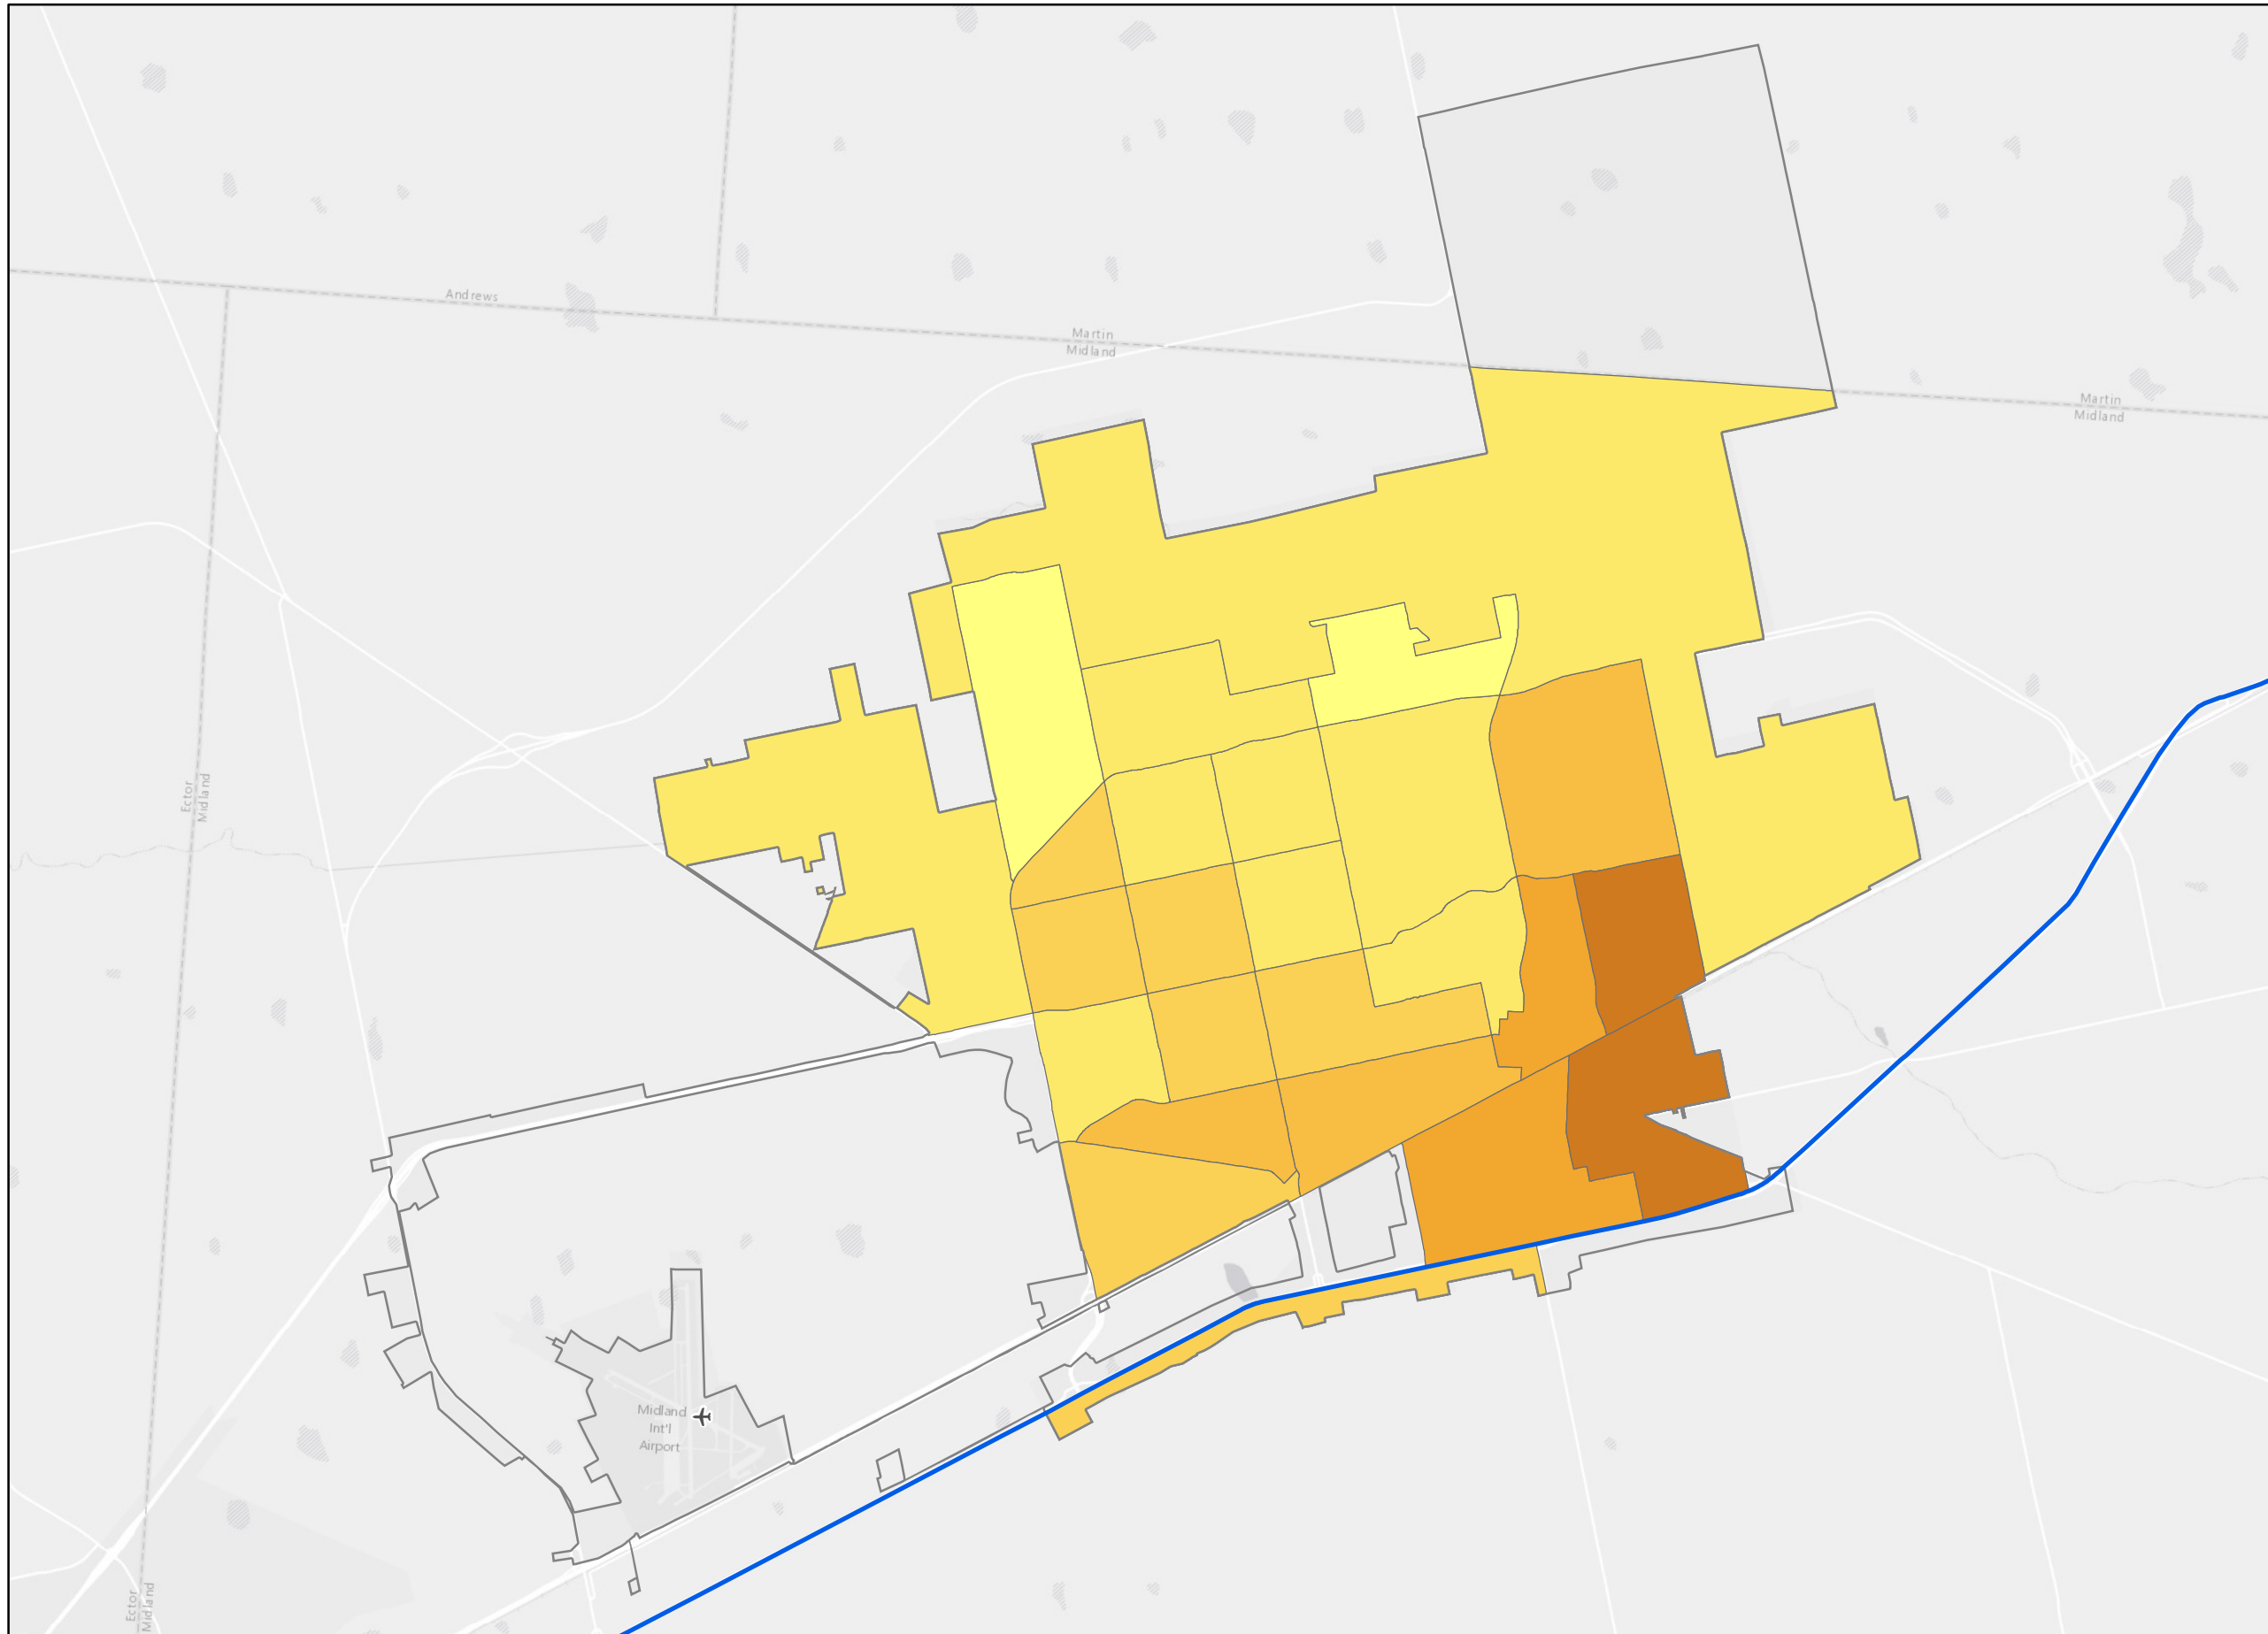 Andrews
Martin
Midland
Martin
Midland
Ector
Midland
Midland
Int'l
Airport
Ector
Midland